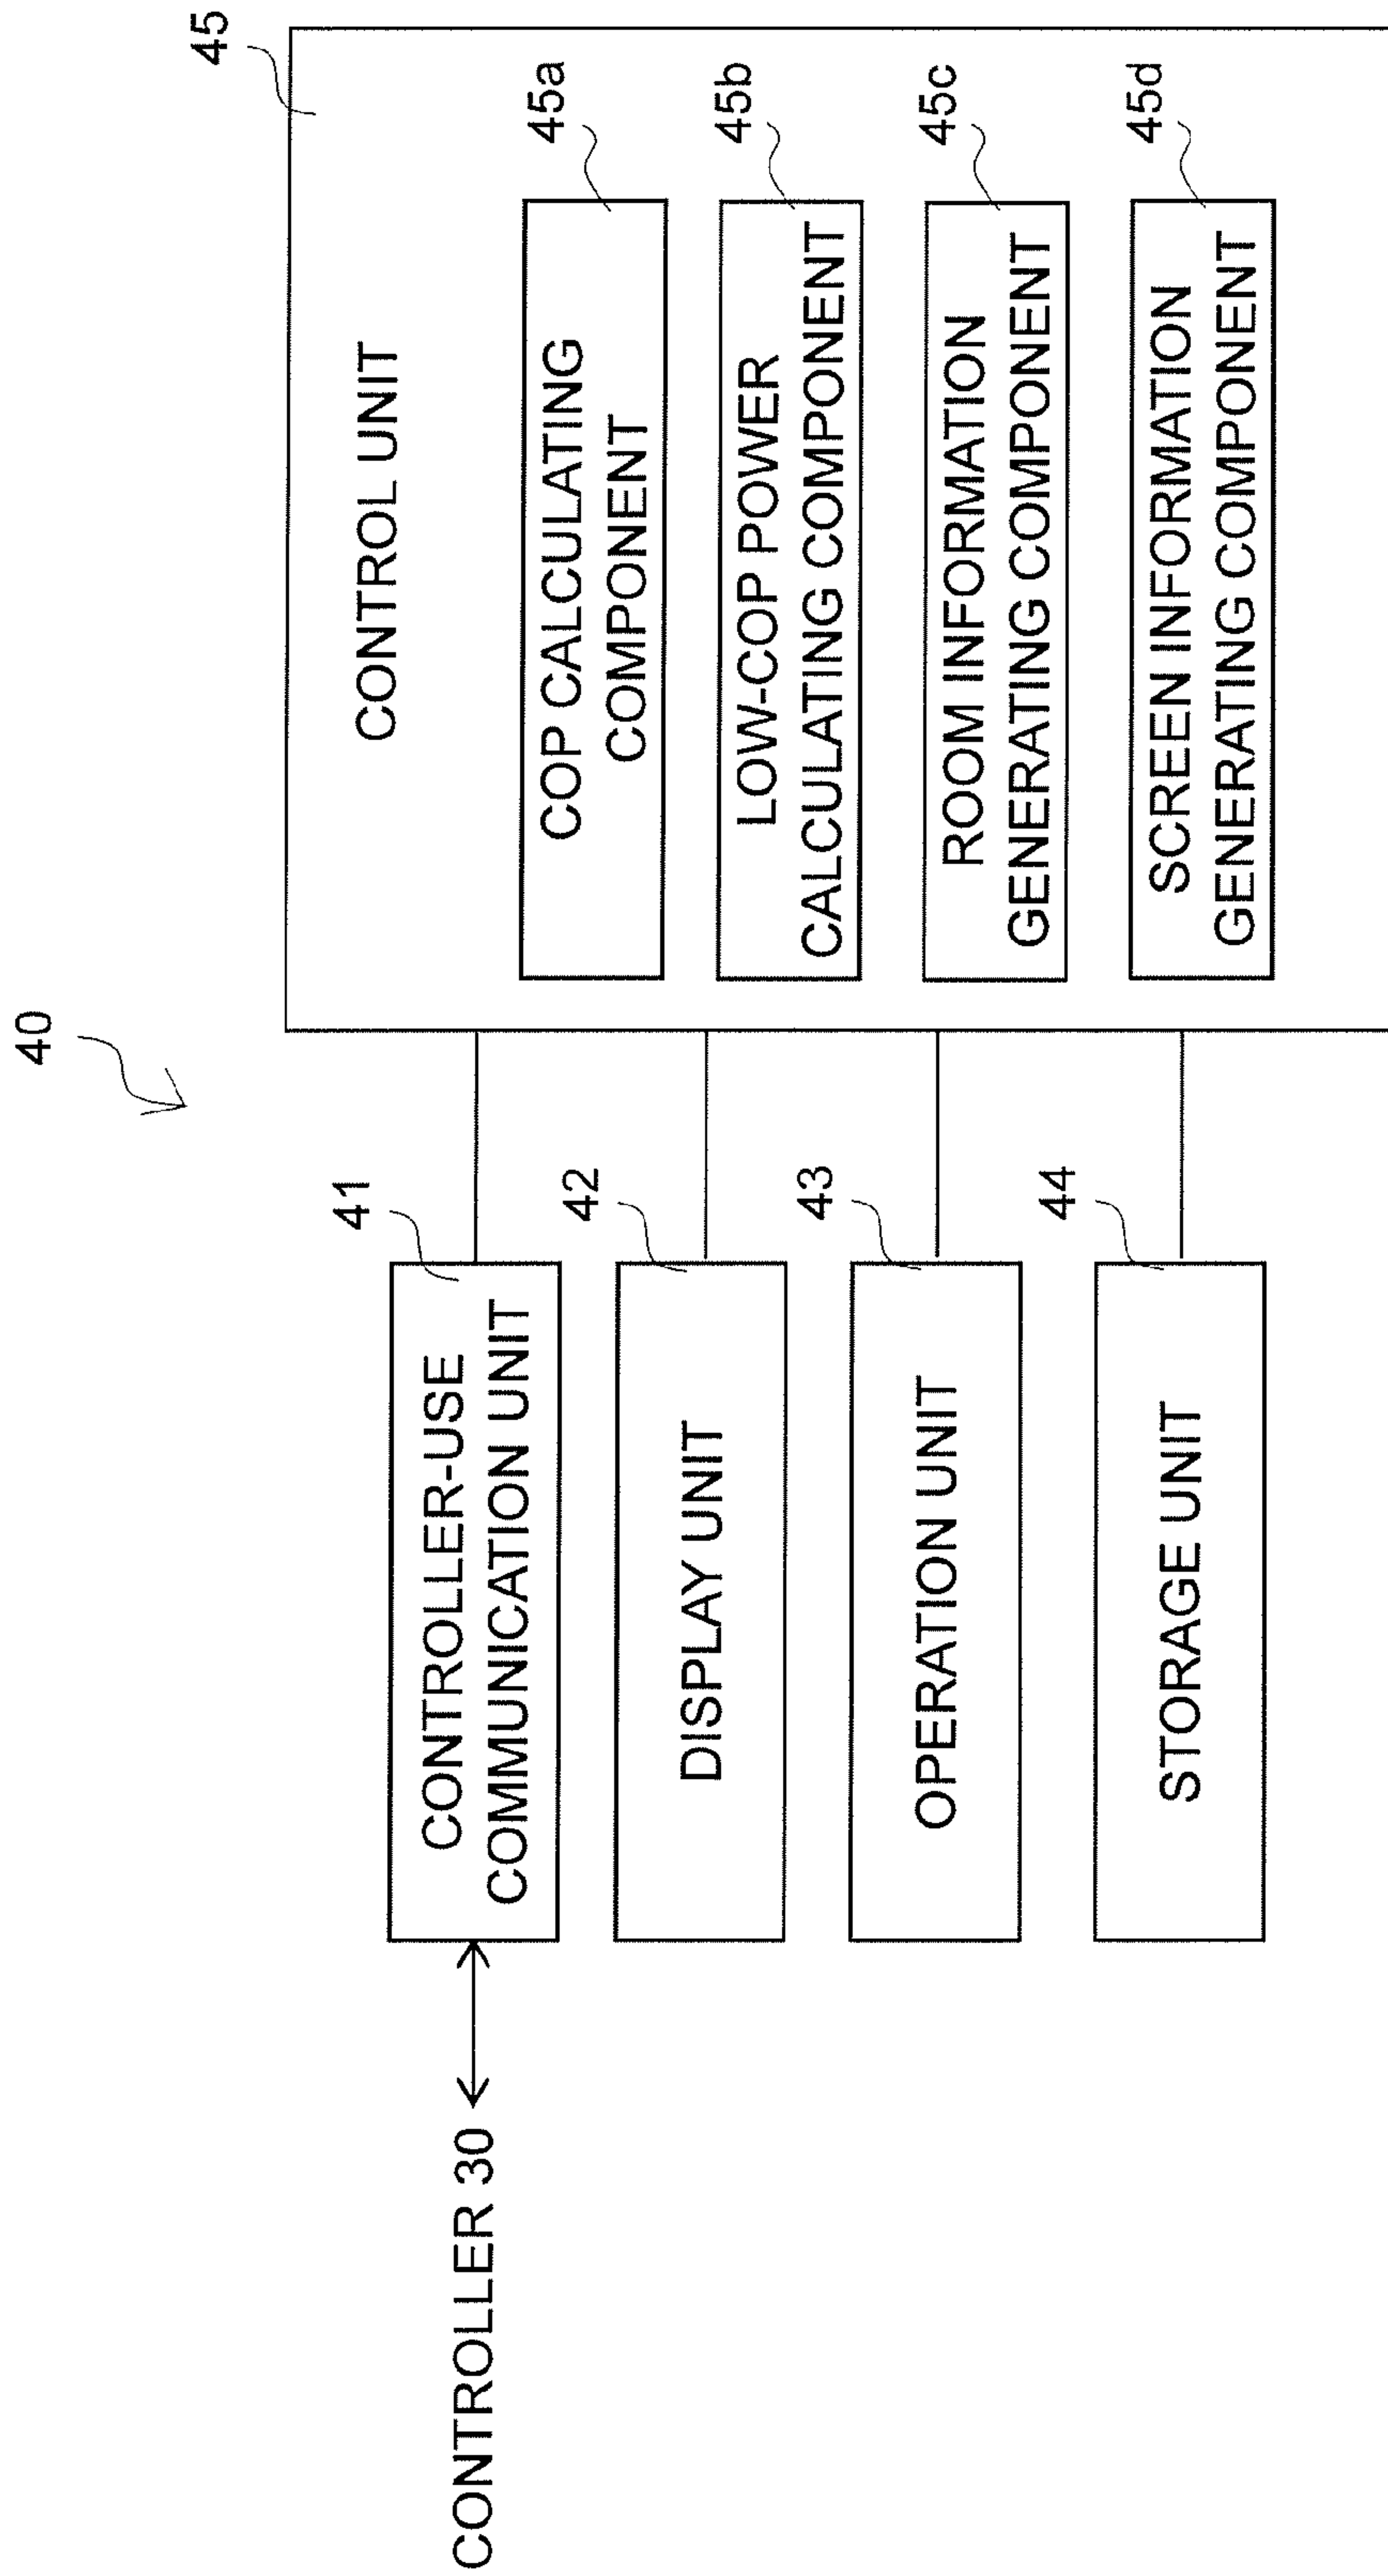 40
45
CONTROL UNIT
CONTROLLER 30
41
CONTROLLER-USE
COMMUNICATION UNIT
42
DISPLAY UNIT
43
OPERATION UNIT
44
STORAGE UNIT
45a
COP CALCULATING
COMPONENT
45b
LOW-COP POWER
CALCULATING COMPONENT
45c
ROOM INFORMATION
GENERATING COMPONENT
45d
SCREEN INFORMATION
GENERATING COMPONENT